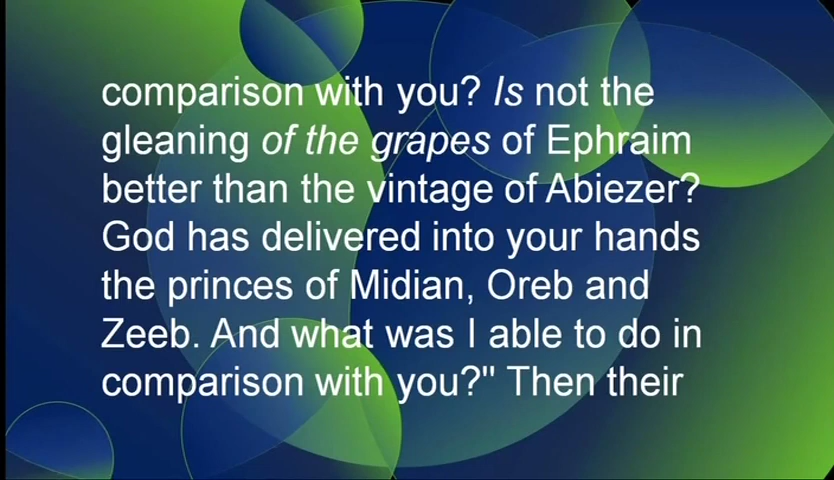 comparison with you? Is not the
gleaning of the grapes of Ephraim
better than the vintage of Abiezer?
God has delivered into your hands
the princes of Midian, Oreb and
Zeeb. And what was I able to do in
comparison with you?" Then their